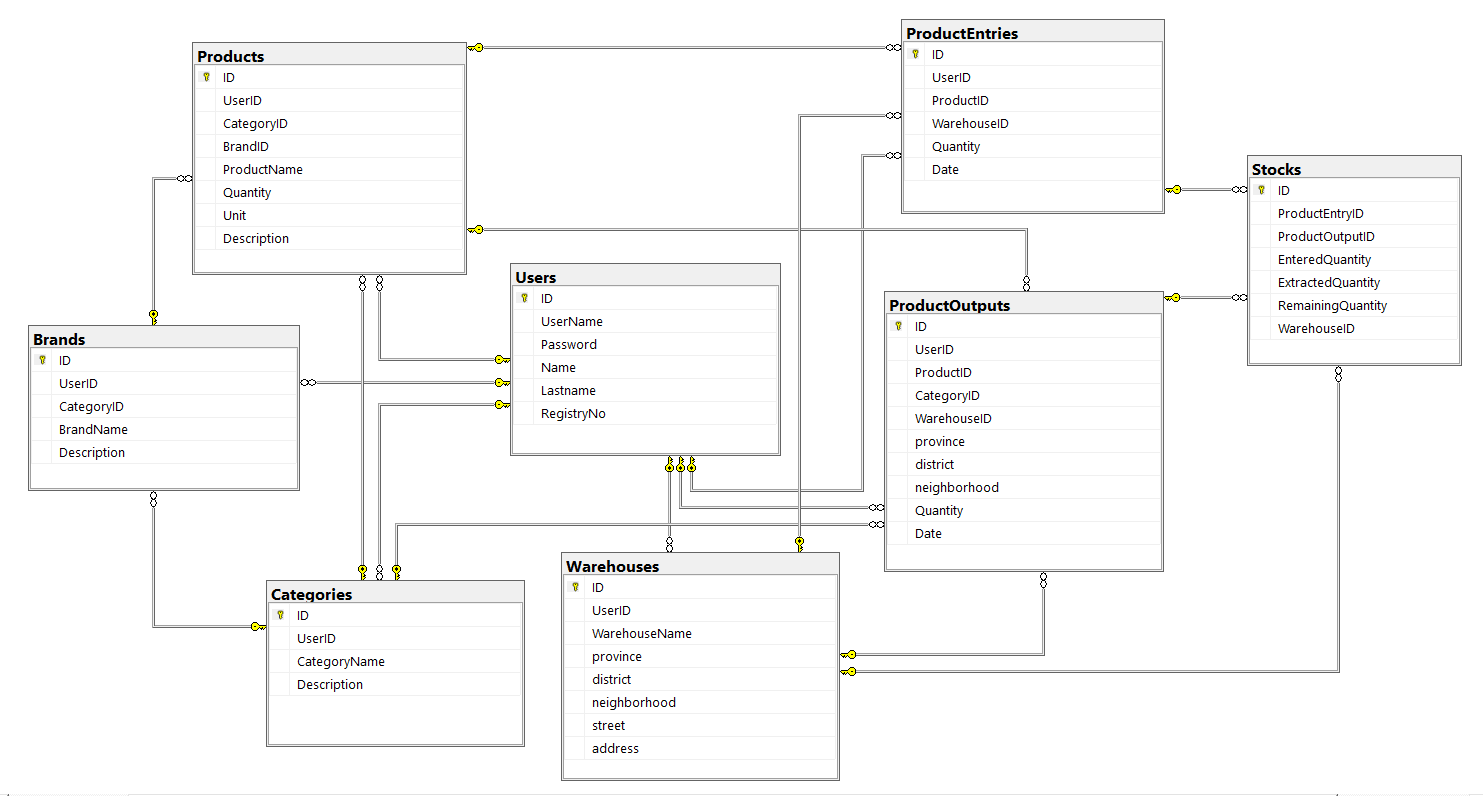 Products
ID
UserID
CategoryID
BrandID
ProductName
Quantity
Unit
Description
ProductEntries
ID
UserID
ProductID
WarehouseID
Quantity
Date
Stocks
ID
ProductEntryID
ProductOutputID
EnteredQuantity
ExtractedQuantity
RemainingQuantity
WarehouseID
Users
ID
UserName
Password
Name
Lastname
RegistryNo
ProductOutputs
ID
UserID
ProductID
CategoryID
WarehouseID
province
district
neighborhood
Quantity
Date
Brands
ID
UserID
CategoryID
BrandName
Description
Categories
ID
UserID
CategoryName
Description
Warehouses
ID
UserID
WarehouseName
province
district
neighborhood
street
address